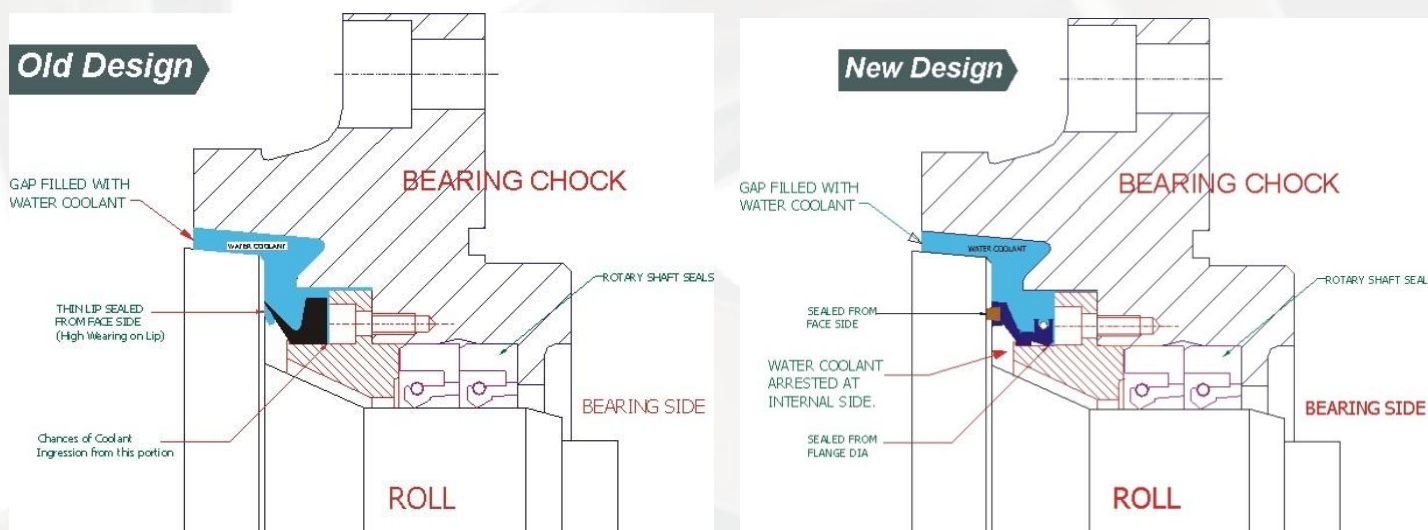 Old Design
BEARING CHOCK
GAP FILLED WITH
WATER COOLANT
WATER COOLANT
ROTARY SHAFT SEALS
THIN LIP SEALED
FROM FACE SIDE
(High Wearing on Lip)
BEARING SIDE
Chances of Coolant
Ingression from this portion
ROLL
New Design
BEARING CHOCK
GAP FILLED WITH
WATER COOLANT
WATER COOLANT
ROTARY SHAFT SEAL
SEALED FROM
FACE SIDE
WATER COOLANT
ARRESTED AT
INTERNAL SIDE.
BEARING SIDE
SEALED FROM
FLANGE DIA
ROLL